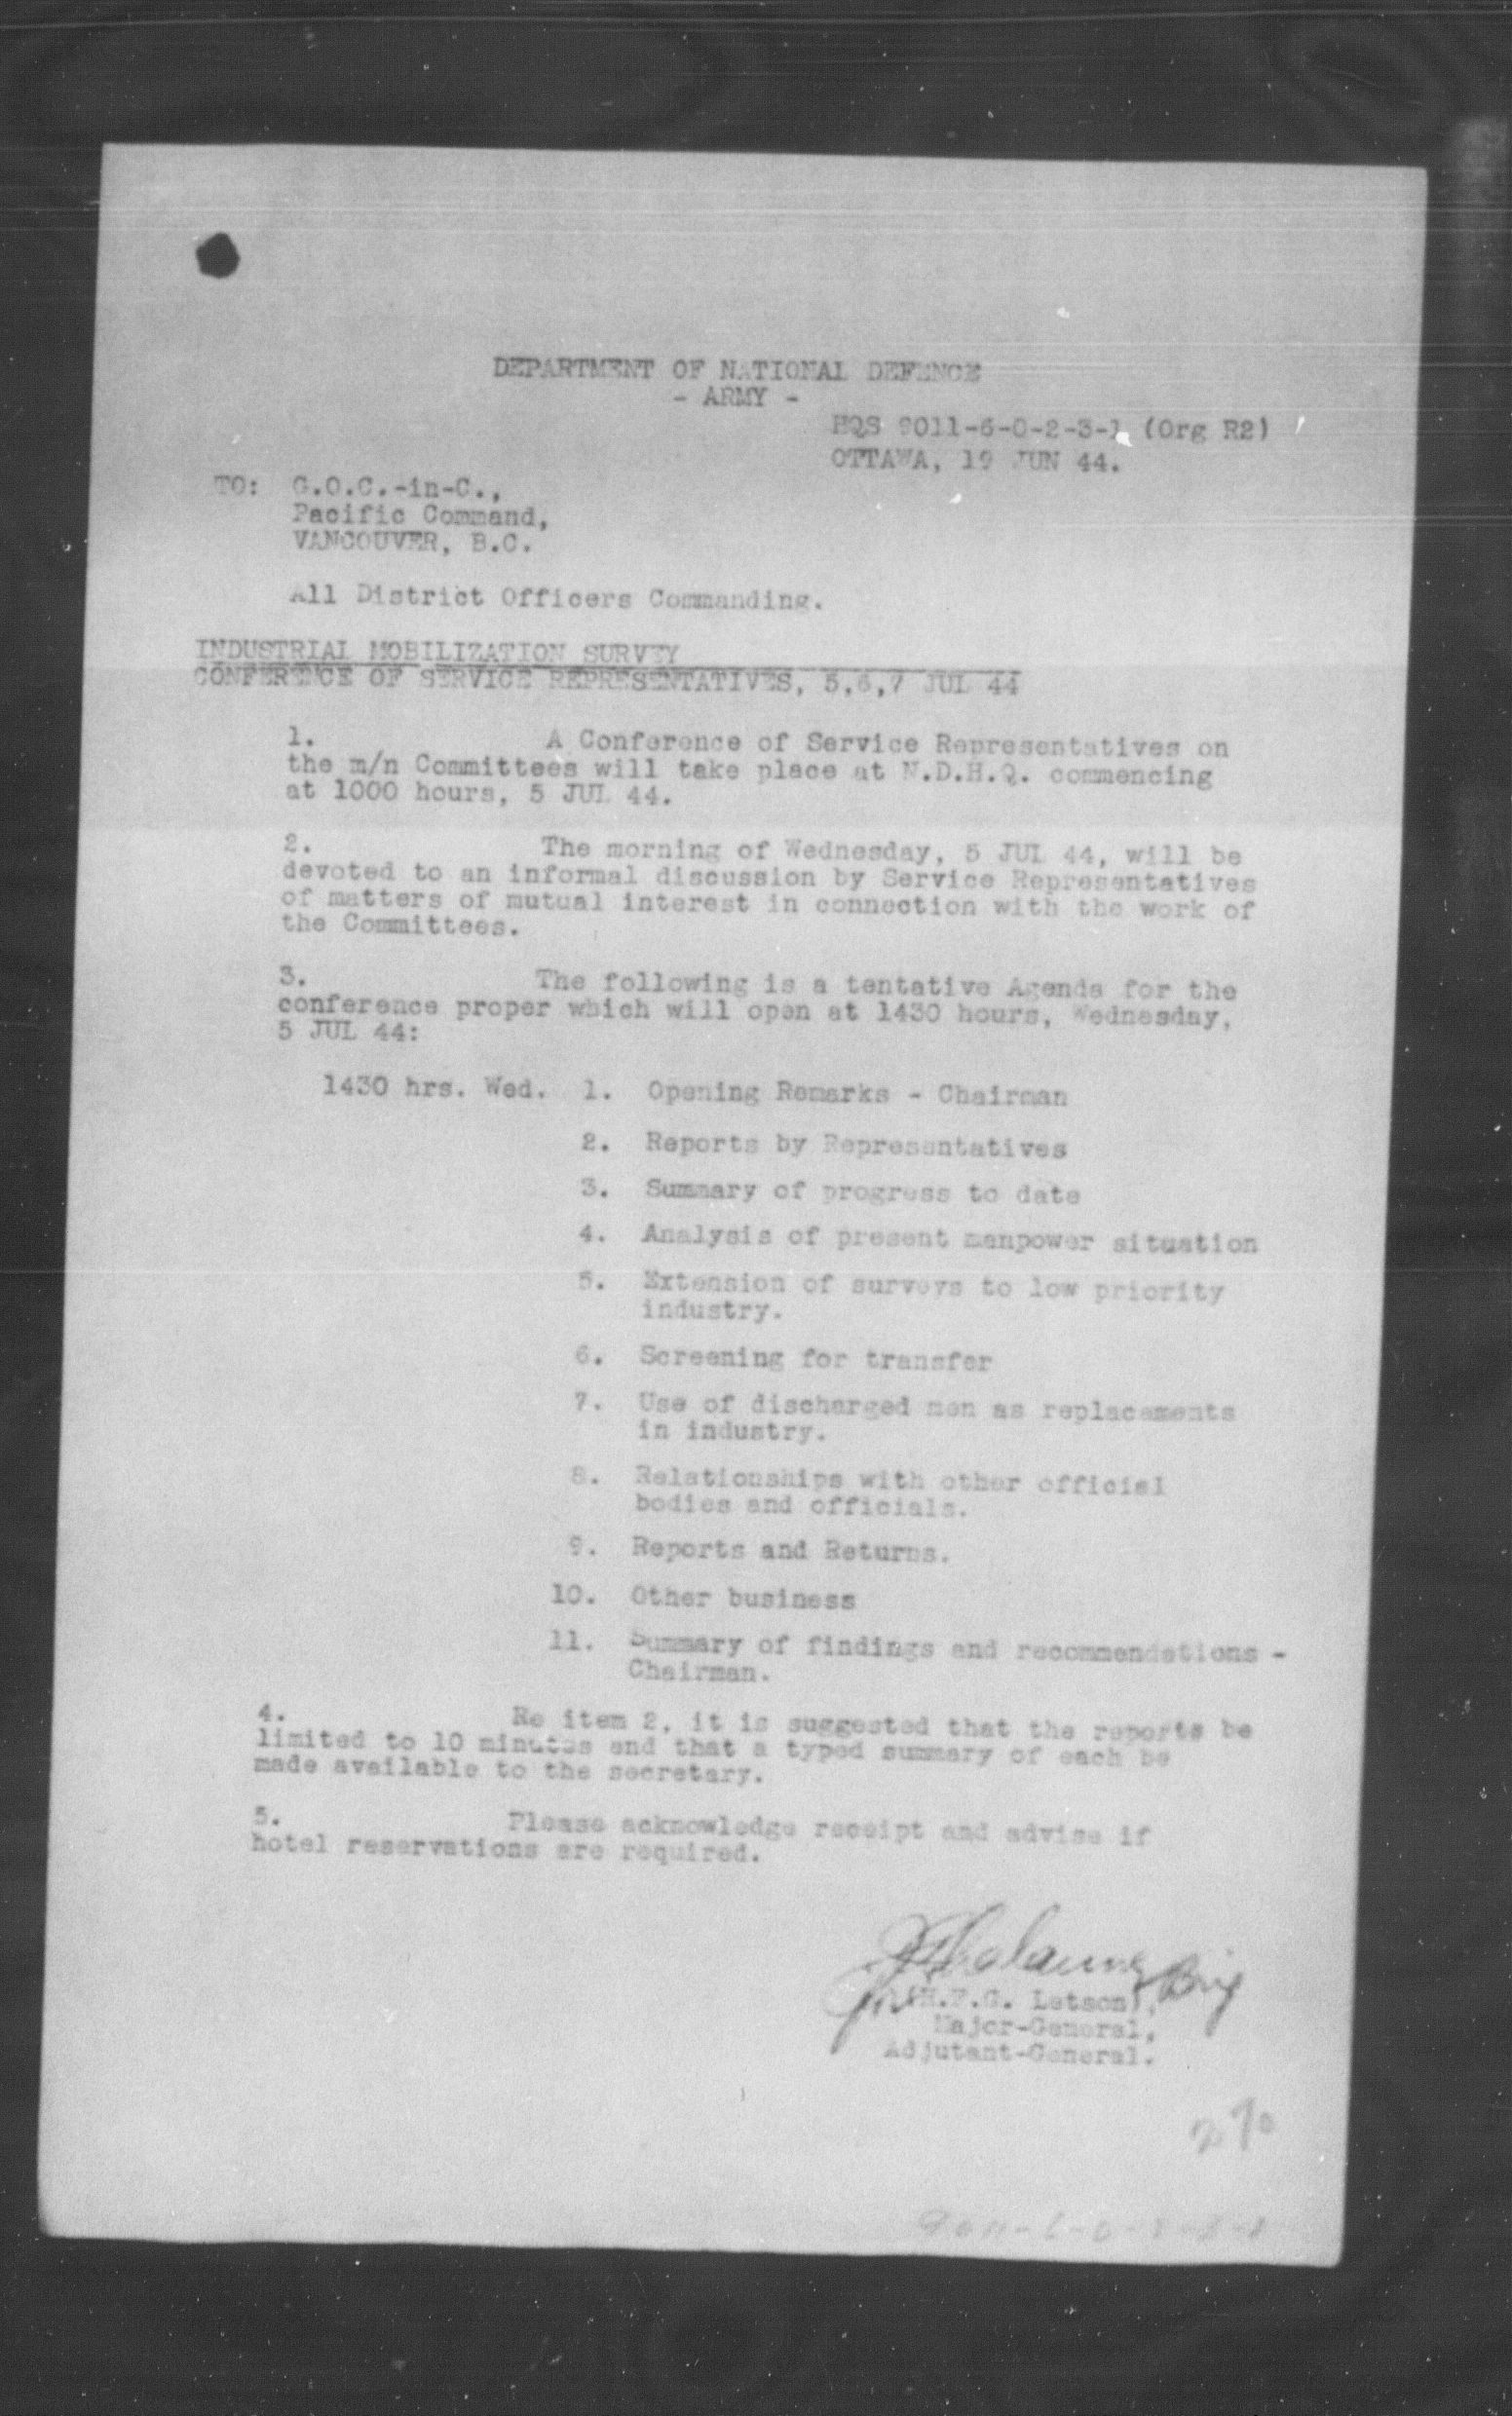 DEPARTMENT OF NATIONAL DEFENCE
- ARMY -
HQS 9011-6-0-2-3-1 (Org R2)
OTTAWA, 19 JUN 44.
TO: G.O.C.-in-C.,
Pacific Command,
VANCOUVER, B.C.
All District Officers Commanding.
INDUSTRIAL MOBILIZATION SURVEY
CONFERENCE OF SERVICE REPRESENTATIVES, 5,6,7 JUL 44
1. A Conference of Service Representatives on
the m/n Committees will take place at N.D.H.Q. commencing
at 1000 hours, 5 JUL 44.
2. The morning of Wednesday, 5 JUL 44, will be
devoted to an informal discussion by Service Representatives
of matters of mutual interest in connection with the work of
the Committees.
3. The following is a tentative Agenda for the
conference proper which will open at 1430 hours, Wednesday,
5 JUL 44:
1430 hrs. Wed. 1. Opening Remarks - Chairman
2. Reports by Representatives
3. Summary of progress to date
4. Analysis of present manpower situation
5. Extension of surveys to low priority
industry.
6. Screening for transfer
7. Use of discharged men as replacements
in industry.
8. Relationships with other official
bodies and officials.
9. Reports and Returns.
10. Other business
11. Summary of findings and recommendations -
Chairman.
4. Re item 2, it is suggested that the reports be
limited to 10 minutes and that a typed summary of each be
made available to the secretary.
5. Please acknowledge receipt and advise if
hotel reservations are required.
Brig
(H.F.G. Letson),
Major-General,
Adjutant-General.